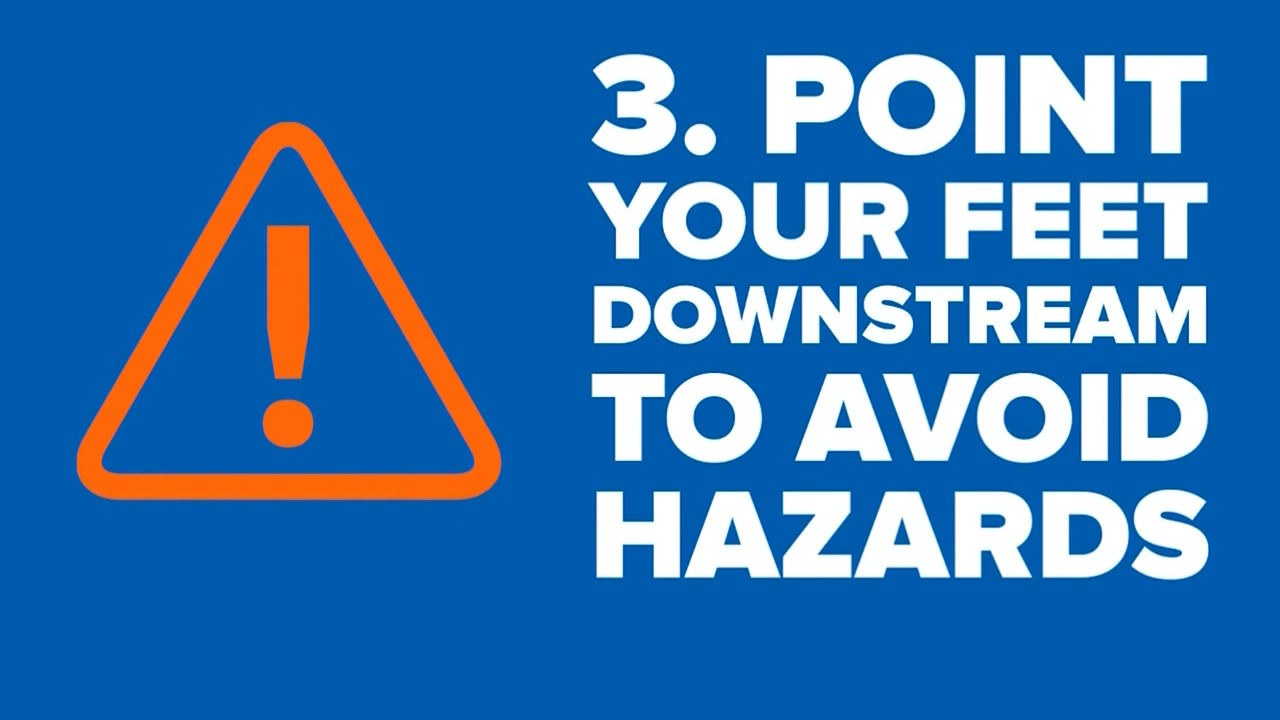 3. POINT
YOUR FEET
DOWNSTREAM
TO AVOID
HAZARDS